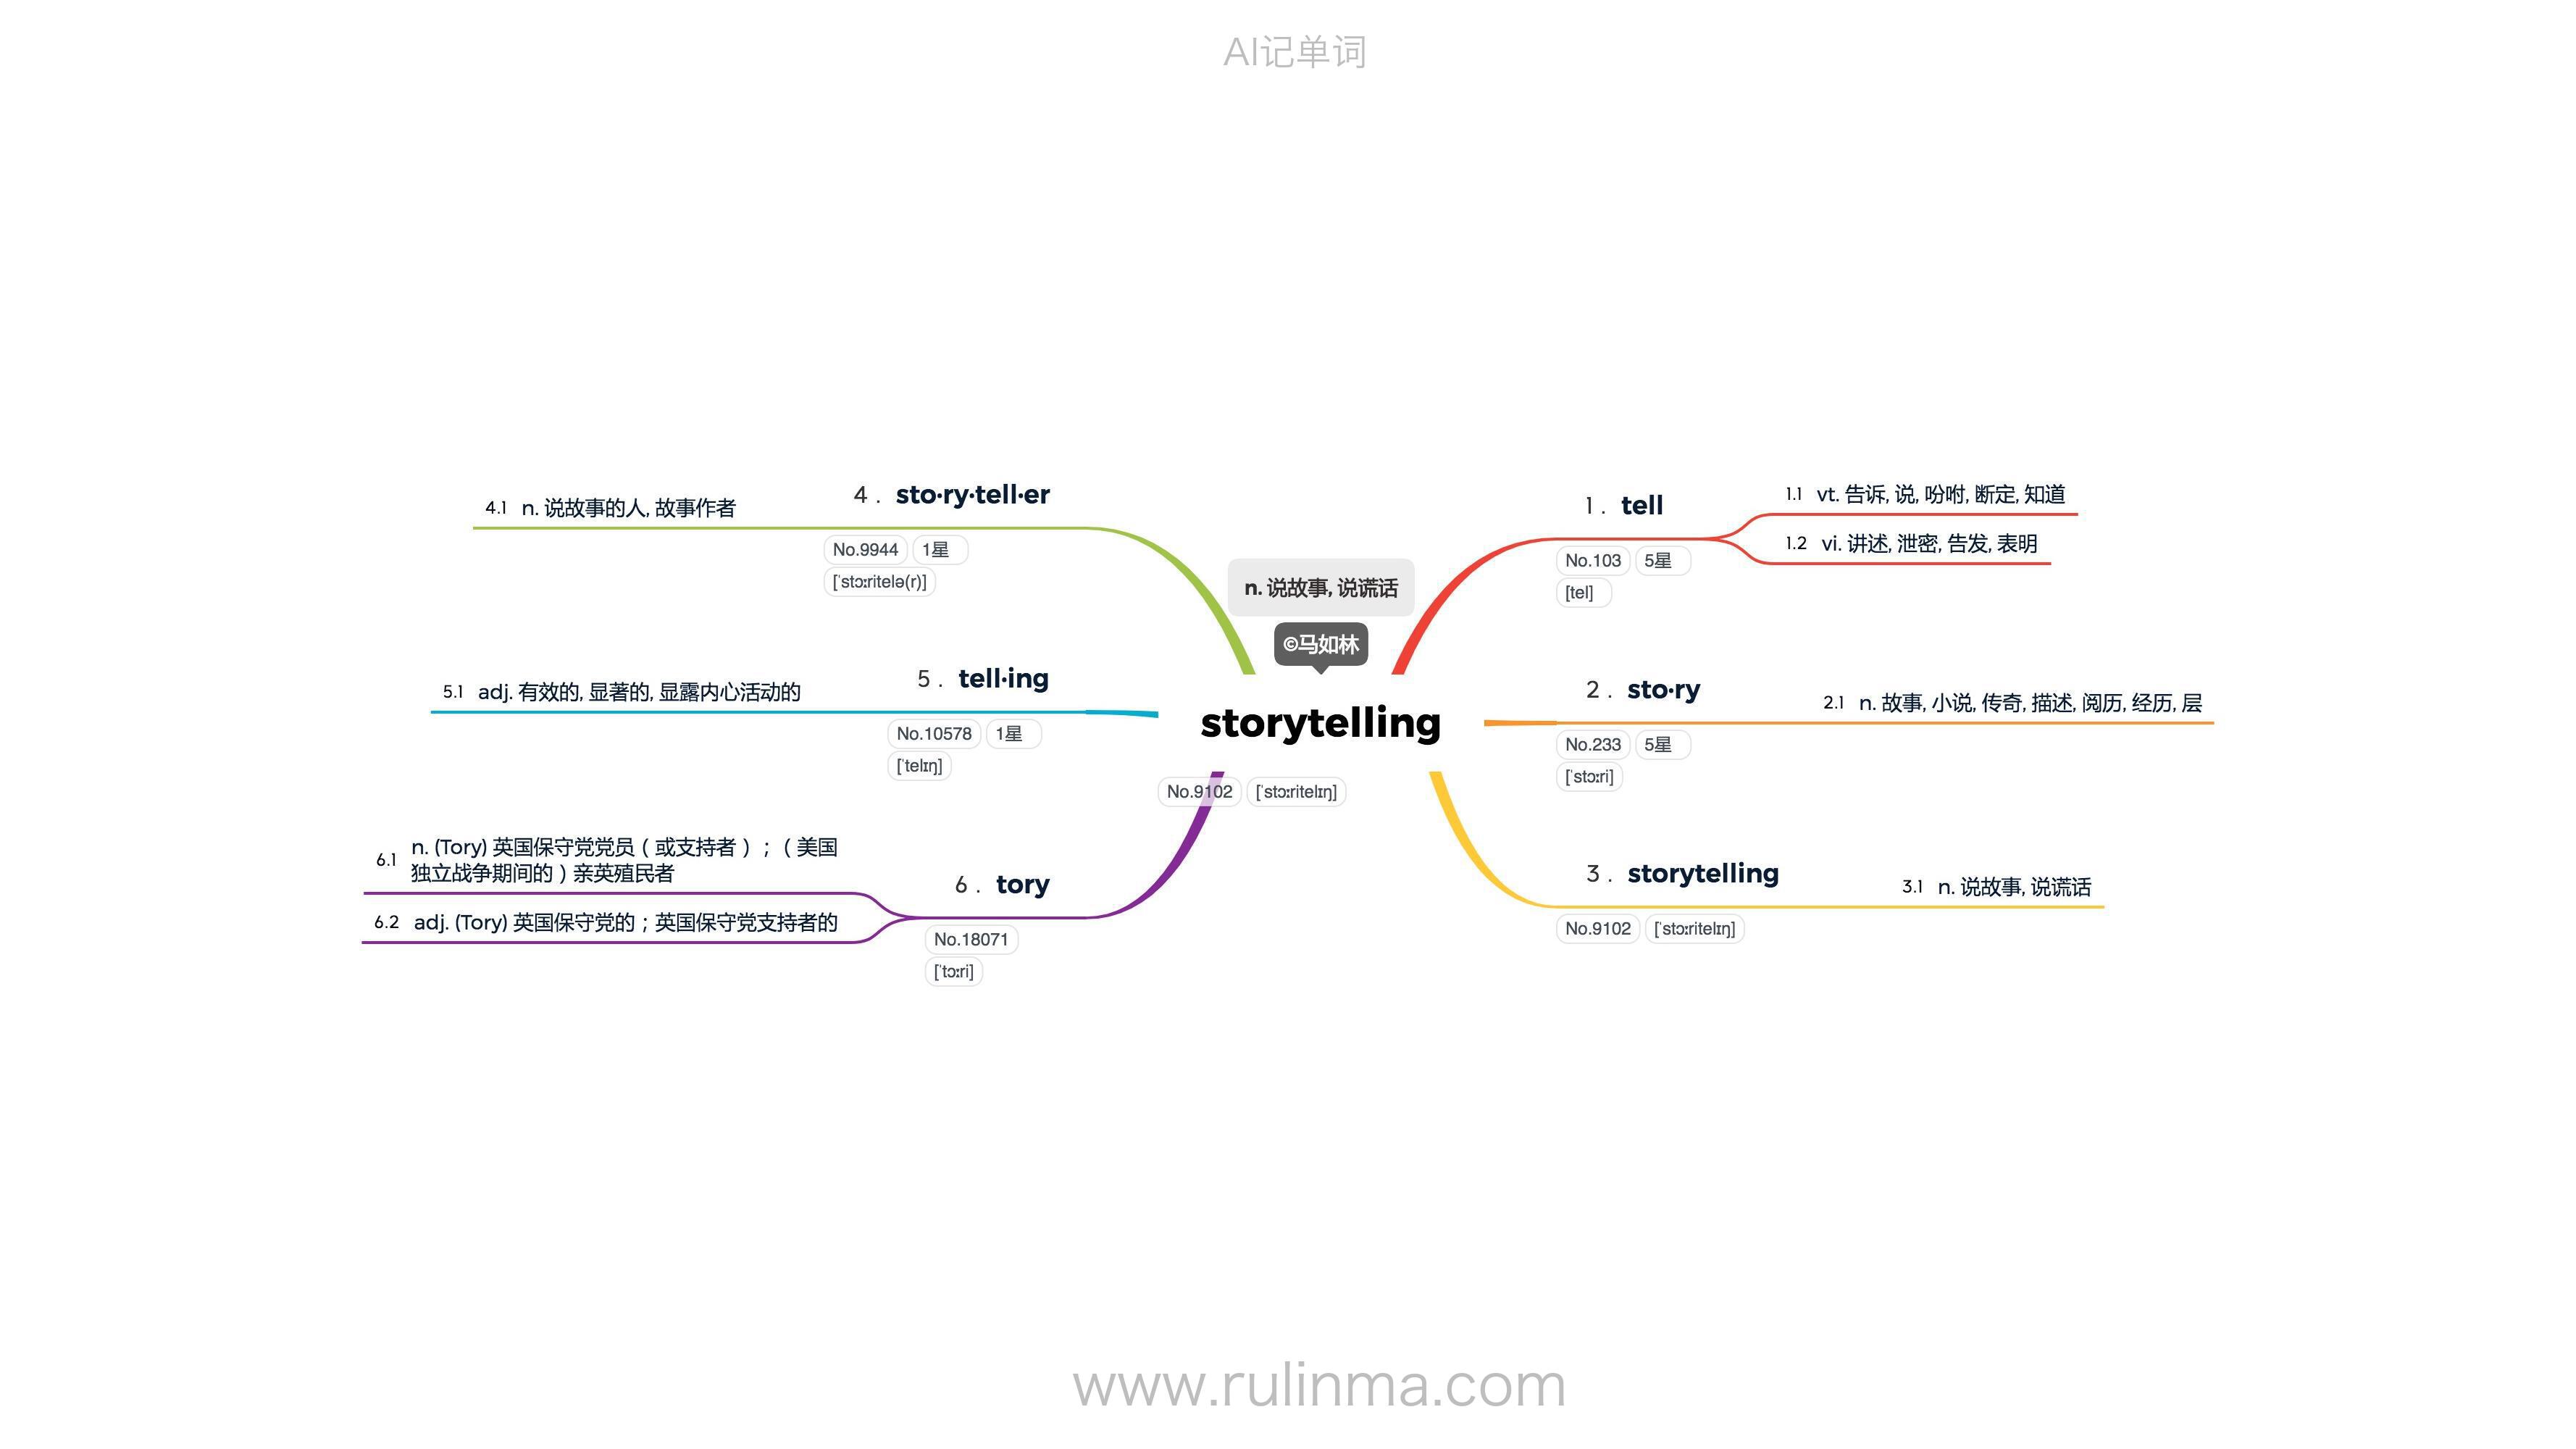 AI记单词
n. 说故事, 说谎话
©马如林
storytelling
No.9102 [ˈstɔːritelɪŋ]
1 . tell
No.103 5星
[tel]
1.1 vt. 告诉, 说, 吩咐, 断定, 知道
1.2 vi. 讲述, 泄密, 告发, 表明
2 . sto·ry
No.233 5星
[ˈstɔːri]
2.1 n. 故事, 小说, 传奇, 描述, 阅历, 经历, 层
3 . storytelling
No.9102 [ˈstɔːritelɪŋ]
3.1 n. 说故事, 说谎话
4 . sto·ry·tell·er
No.9944 1星
[ˈstɔːritelə(r)]
4.1 n. 说故事的人, 故事作者
5 . tell·ing
No.10578 1星
[ˈtelɪŋ]
5.1 adj. 有效的, 显著的, 显露内心活动的
6 . tory
No.18071
[ˈtɔːri]
6.1 n. (Tory) 英国保守党党员（或支持者）；（美国
独立战争期间的）亲英殖民者
6.2 adj. (Tory) 英国保守党的；英国保守党支持者的
www.rulinma.com